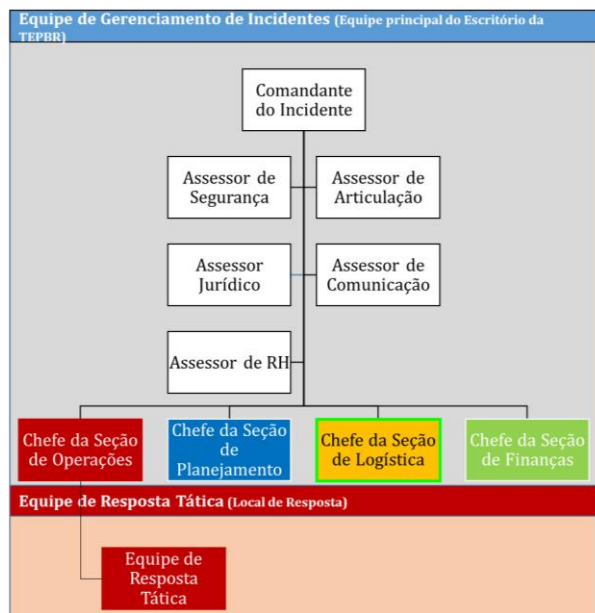 Equipe de Gerenciamento de Incidentes (Equipe principal do Escritório da
TEPBR)
Comandante
do Incidente
Assessor de
Segurança
Assessor de
Articulação
Assessor
Jurídico
Assessor de
Comunicação
Assessor de RH
Chefe da Seção
de Operações
Chefe da Seção
de
Planejamento
Chefe da Seção
de Logística
Chefe da Seção
de Finanças
Equipe de Resposta Tática (Local de Resposta)
Equipe de
Resposta
Tática